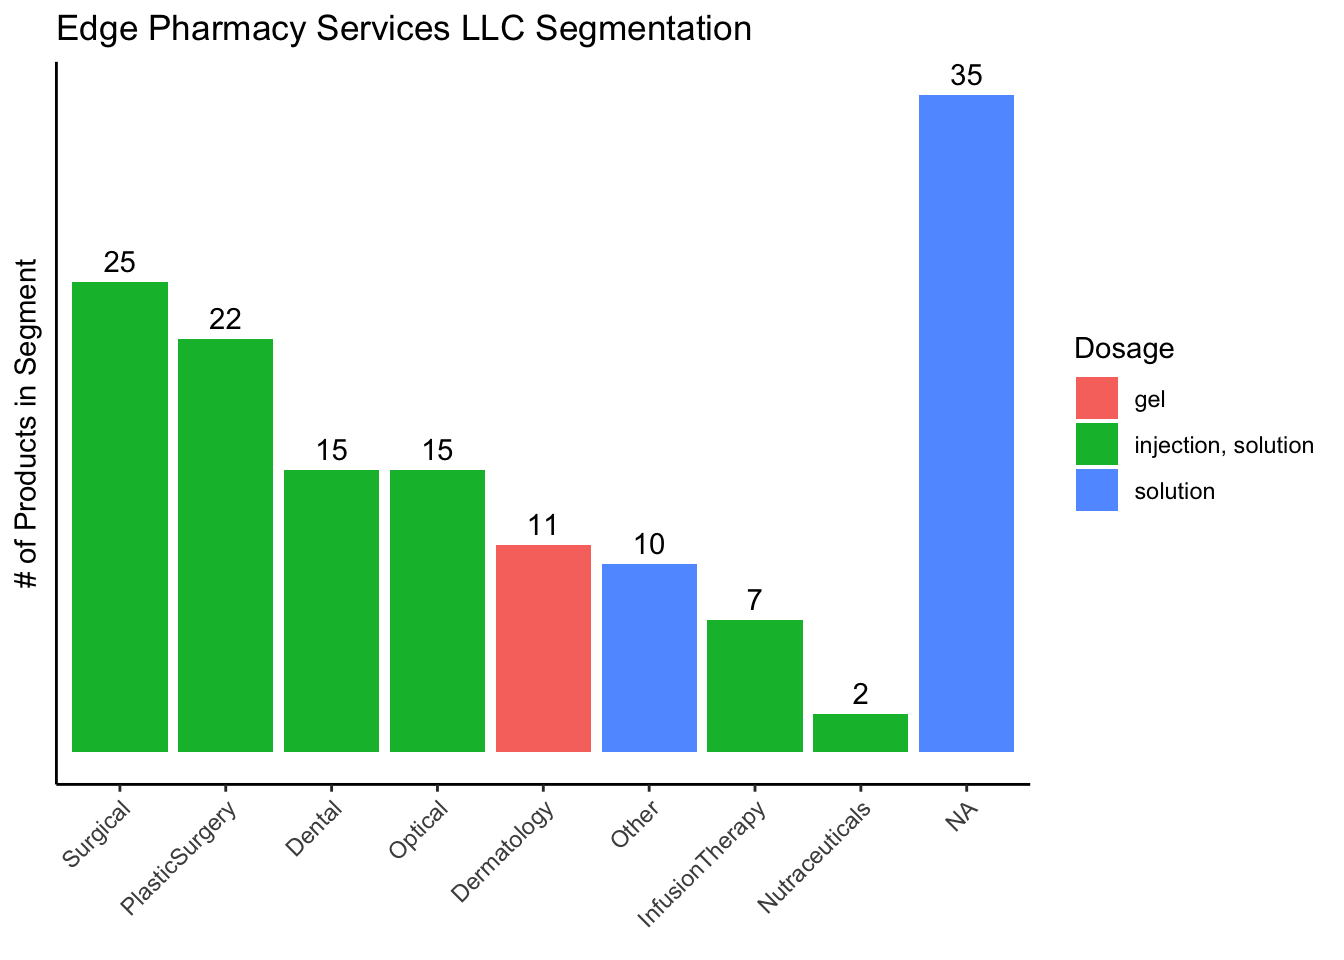 Edge Pharmacy Services LLC Segmentation
# of Products in Segment
25
22
15
15
11
10
7
2
35
Surgical
PlasticSurgery
Dental
Optical
Dermatology
Other
InfusionTherapy
Nutraceuticals
NA
Dosage
gel
injection, solution
solution